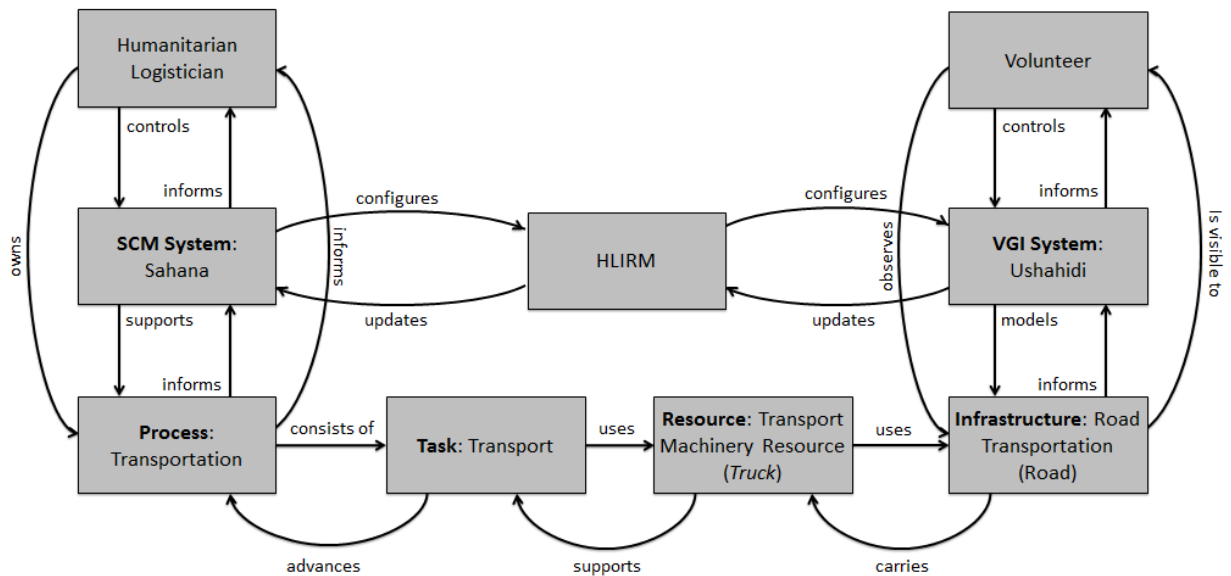 Humanitarian
Logistician
Volunteer
controls
informs
controls
informs
owns
informs
observes
Is visible to
SCM System:
Sahana
configures
updates
HLIRM
configures
updates
VGI System:
Ushahidi
supports
informs
models
informs
Process:
Transportation
consists of
Task: Transport
uses
Resource: Transport
Machinery Resource
(Truck)
uses
Infrastructure: Road
Transportation
(Road)
advances
supports
carries